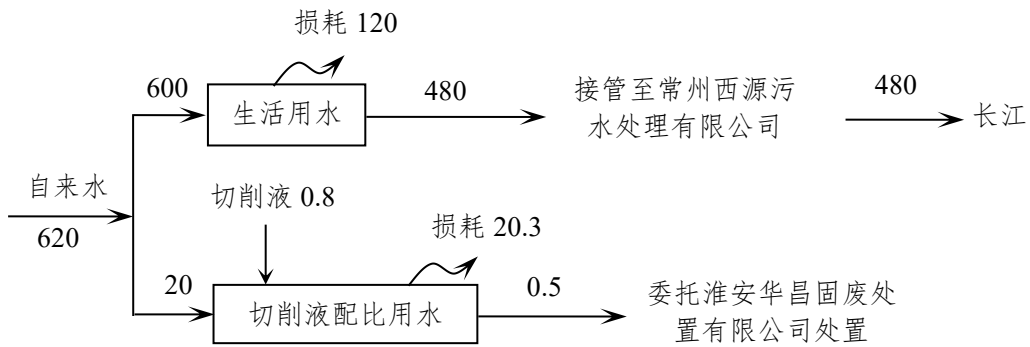 损耗 120
600
生活用水
480
接管至常州西源污
水处理有限公司
480
长江
自来水
620
切削液 0.8
损耗 20.3
20
切削液配比用水
0.5
委托淮安华昌固废处
置有限公司处置